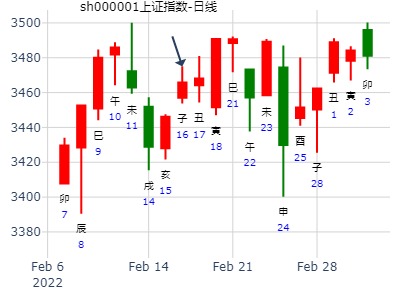 sh000001上证指数-日线
3500
3480
3460
3440
3420
3400
3380
卯
7
辰
8
巳
9
午
10
未
11
戌
14
亥
15
子
16
丑
17
寅
18
巳
21
午
22
未
23
申
24
酉
25
子
28
丑
1
寅
2
卯
3
Feb 6
2022
Feb 14
Feb 21
Feb 28